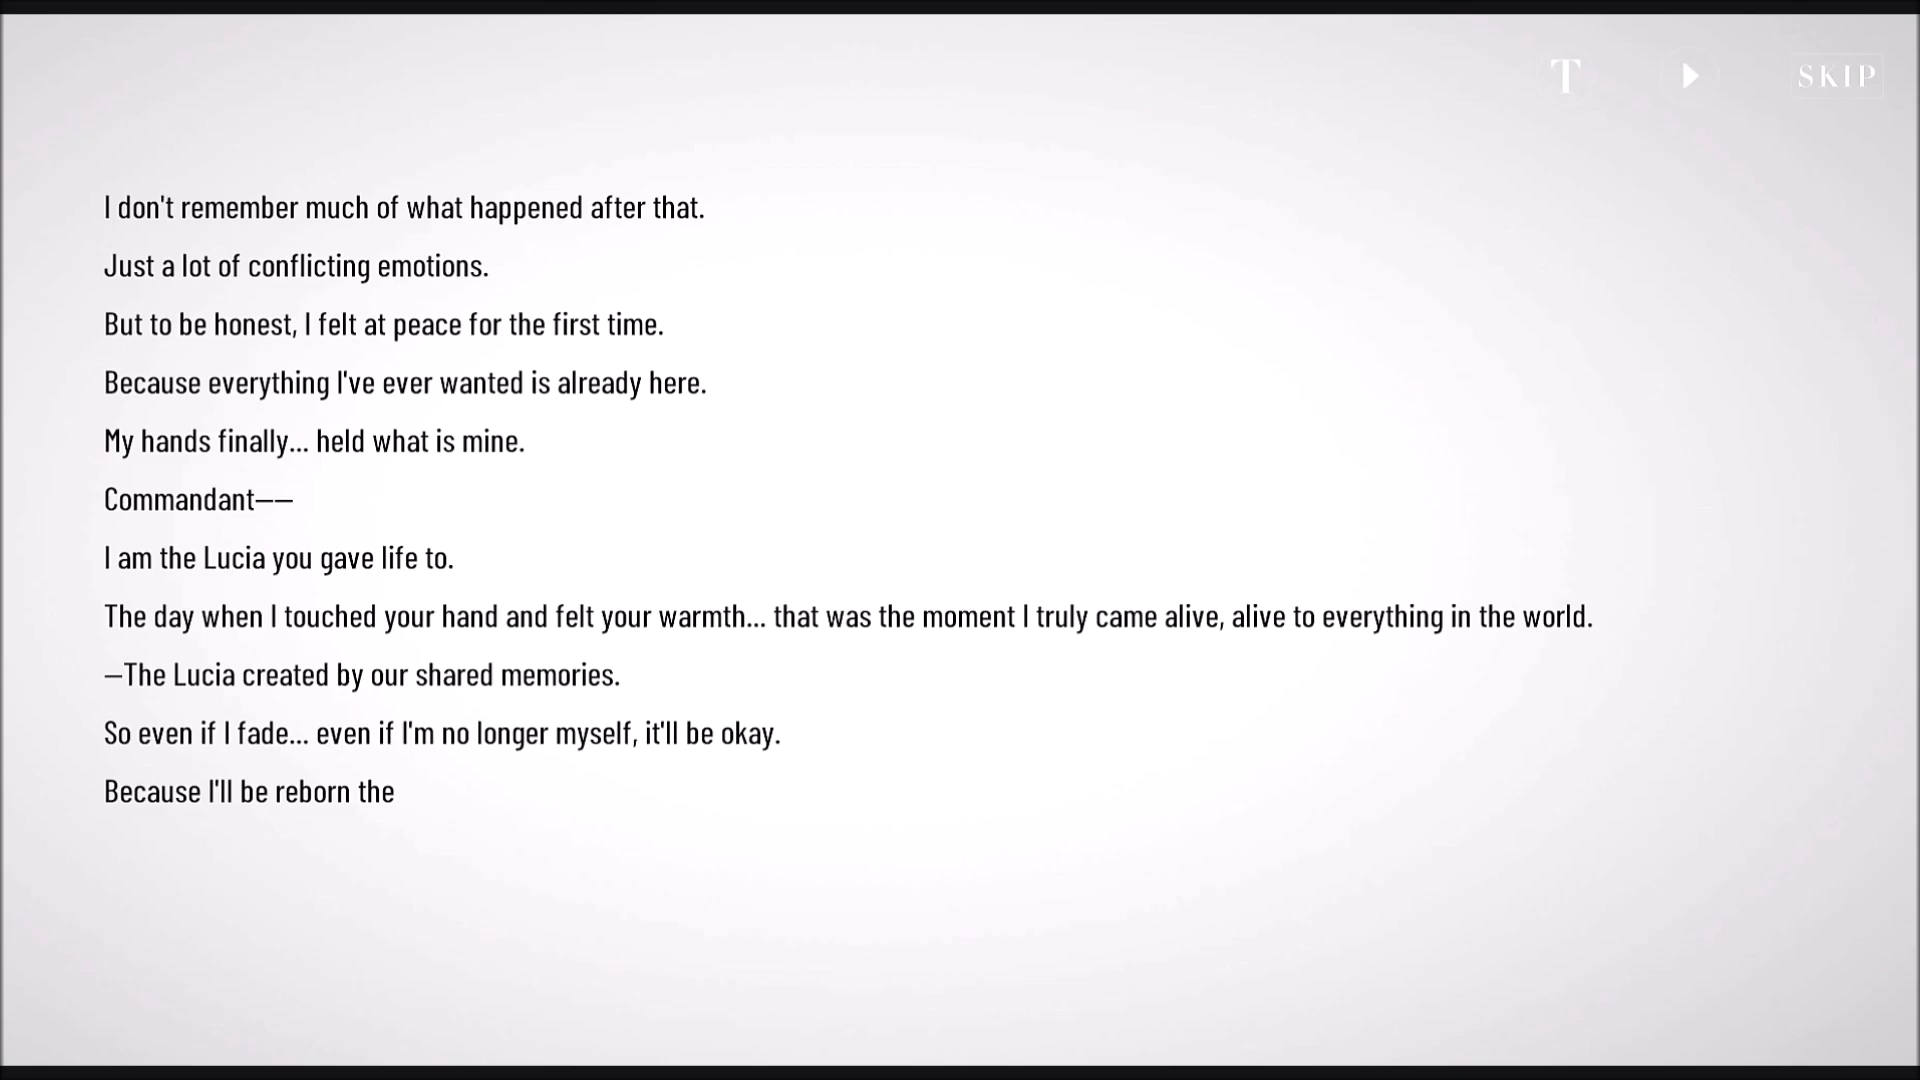 T
SKIP
I don't remember much of what happened after that.
Just a lot of conflicting emotions.
But to be honest, I felt at peace for the first time.
Because everything I've ever wanted is already here.
My hands finally... held what is mine.
Commandant——
I am the Lucia you gave life to.
The day when I touched your hand and felt your warmth... that was the moment I truly came alive, alive to everything in the world.
—The Lucia created by our shared memories.
So even if I fade... even if I'm no longer myself, it'll be okay.
Because I'll be reborn the